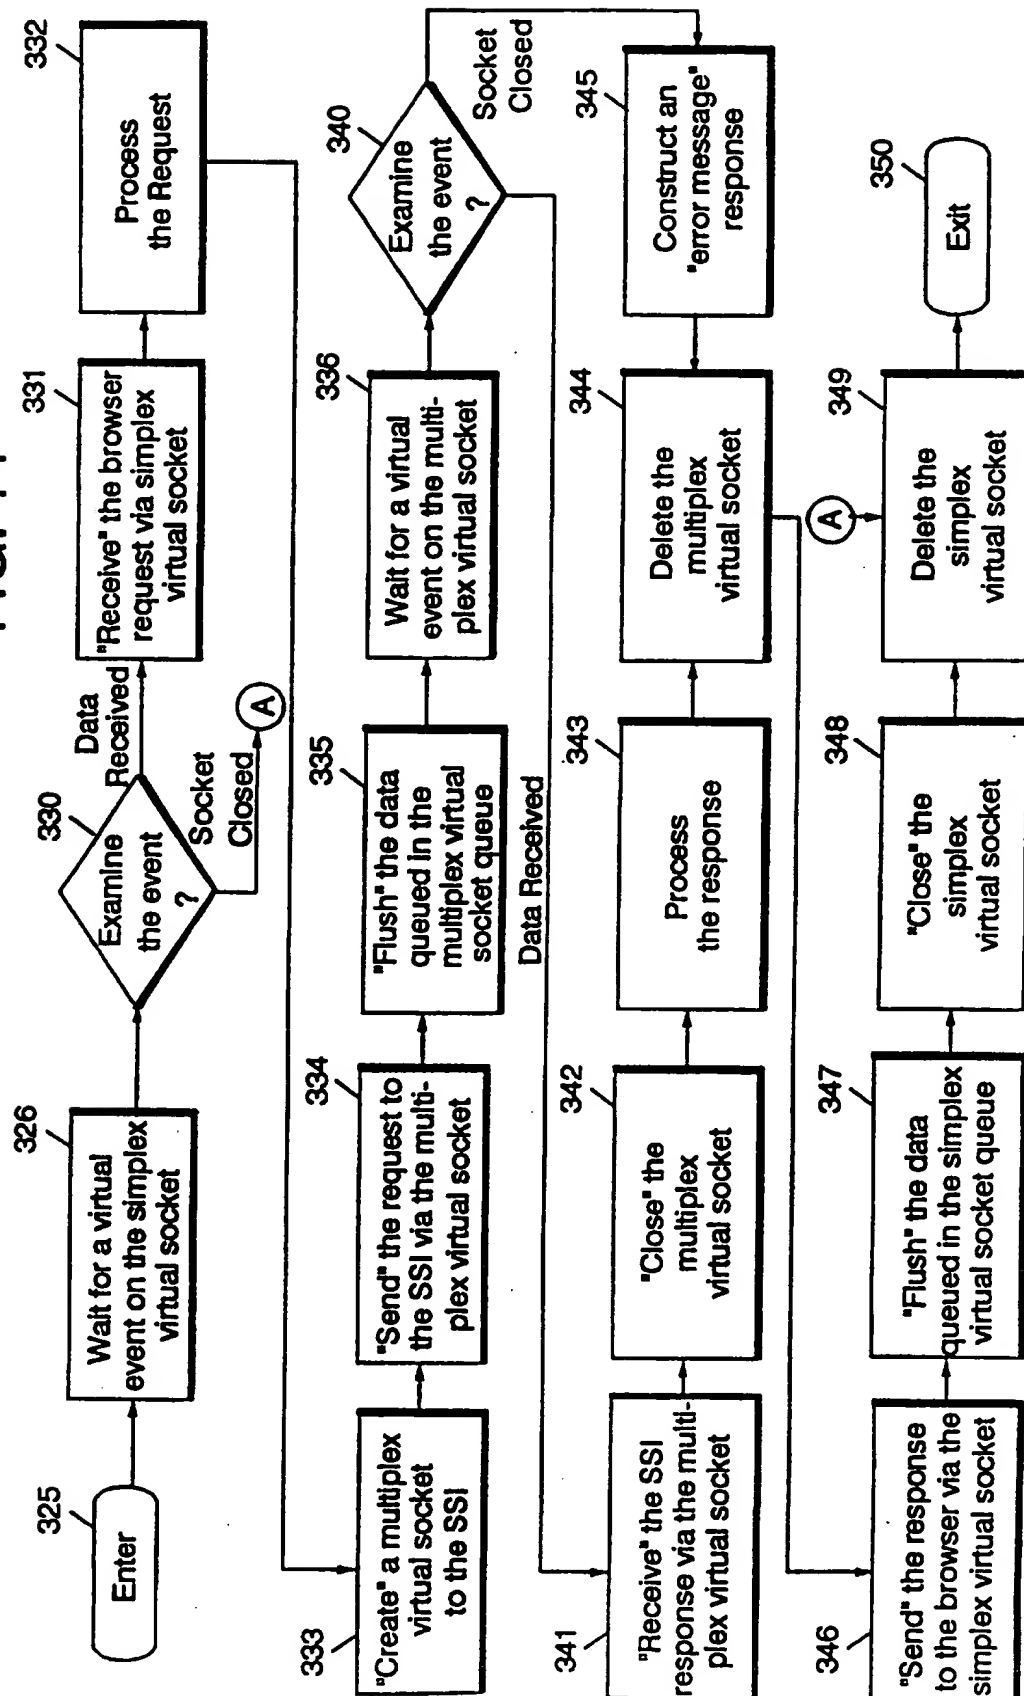 325
Enter
326
Wait for a virtual
event on the simplex
virtual socket
330
Examine
the event
?
Data
Received
Socket
Closed
A
331
"Receive" the browser
request via simplex
virtual socket
332
Process
the Request
333
"Create" a multiplex
virtual socket
to the SSI
334
"Send" the request to
the SSI via the multi-
plex virtual socket
335
"Flush" the data
queued in the
multiplex virtual
socket queue
336
Wait for a virtual
event on the multi-
plex virtual socket
340
Examine
the event
?
Socket
Closed
Data Received
341
"Receive" the SSI
response via the multi-
plex virtual socket
342
"Close" the
multiplex
virtual socket
343
Process
the response
344
Delete the
multiplex
virtual socket
345
Construct an
"error message"
response
346
"Send" the response
to the browser via the
simplex virtual socket
347
"Flush" the data
queued in the simplex
virtual socket queue
348
"Close" the
simplex
virtual socket
A
349
Delete the
simplex
virtual socket
350
Exit